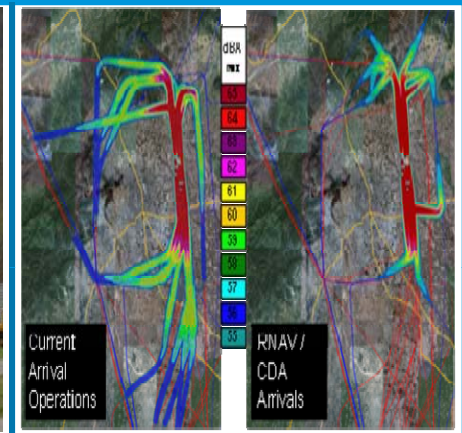 dBA
max
65
64
63
62
61
60
59
58
57
56
55
Current
Arrival
Operations
RNAV /
CDA
Arrivals